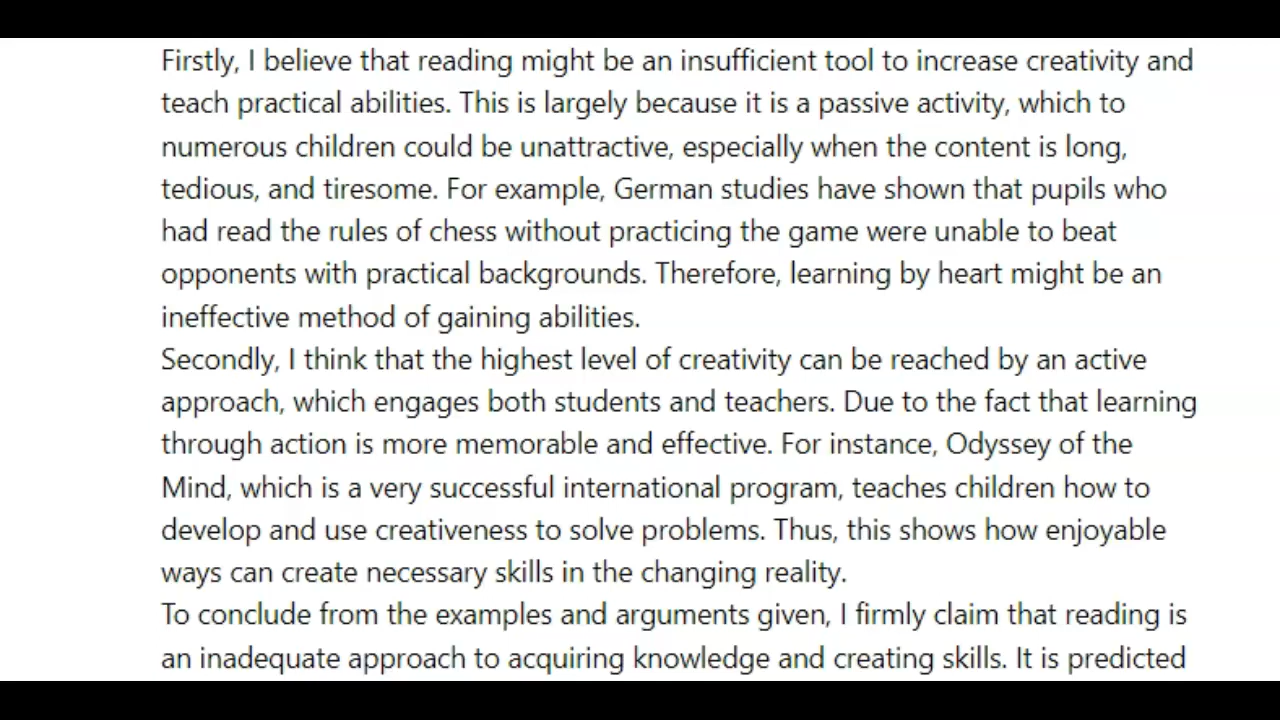 Firstly, I believe that reading might be an insufficient tool to increase creativity and
teach practical abilities. This is largely because it is a passive activity, which to
numerous children could be unattractive, especially when the content is long,
tedious, and tiresome. For example, German studies have shown that pupils who
had read the rules of chess without practicing the game were unable to beat
opponents with practical backgrounds. Therefore, learning by heart might be an
ineffective method of gaining abilities.
Secondly, I think that the highest level of creativity can be reached by an active
approach, which engages both students and teachers. Due to the fact that learning
through action is more memorable and effective. For instance, Odyssey of the
Mind, which is a very successful international program, teaches children how to
develop and use creativeness to solve problems. Thus, this shows how enjoyable
ways can create necessary skills in the changing reality.
To conclude from the examples and arguments given, I firmly claim that reading is
an inadequate approach to acquiring knowledge and creating skills. It is predicted